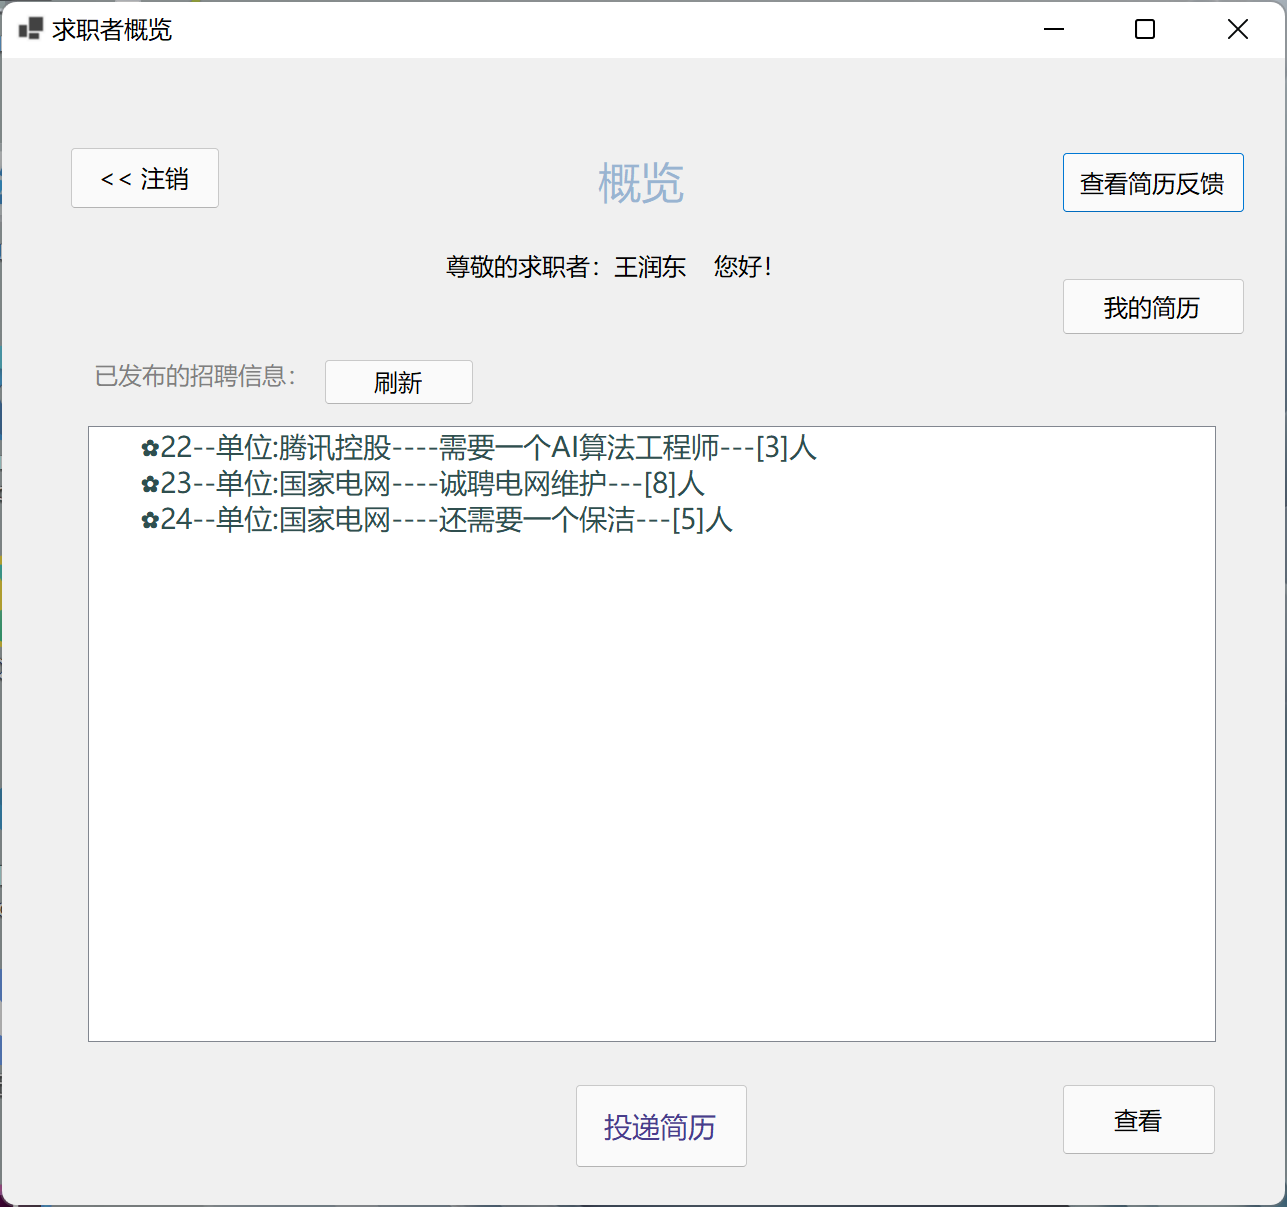 求职者概览
<< 注销
概览
查看简历反馈
尊敬的求职者：王润东 您好！
我的简历
已发布的招聘信息：
刷新
✿22--单位:腾讯控股----需要一个AI算法工程师---[3]人
✿23--单位:国家电网----诚聘电网维护---[8]人
✿24--单位:国家电网----还需要一个保洁---[5]人
投递简历
查看